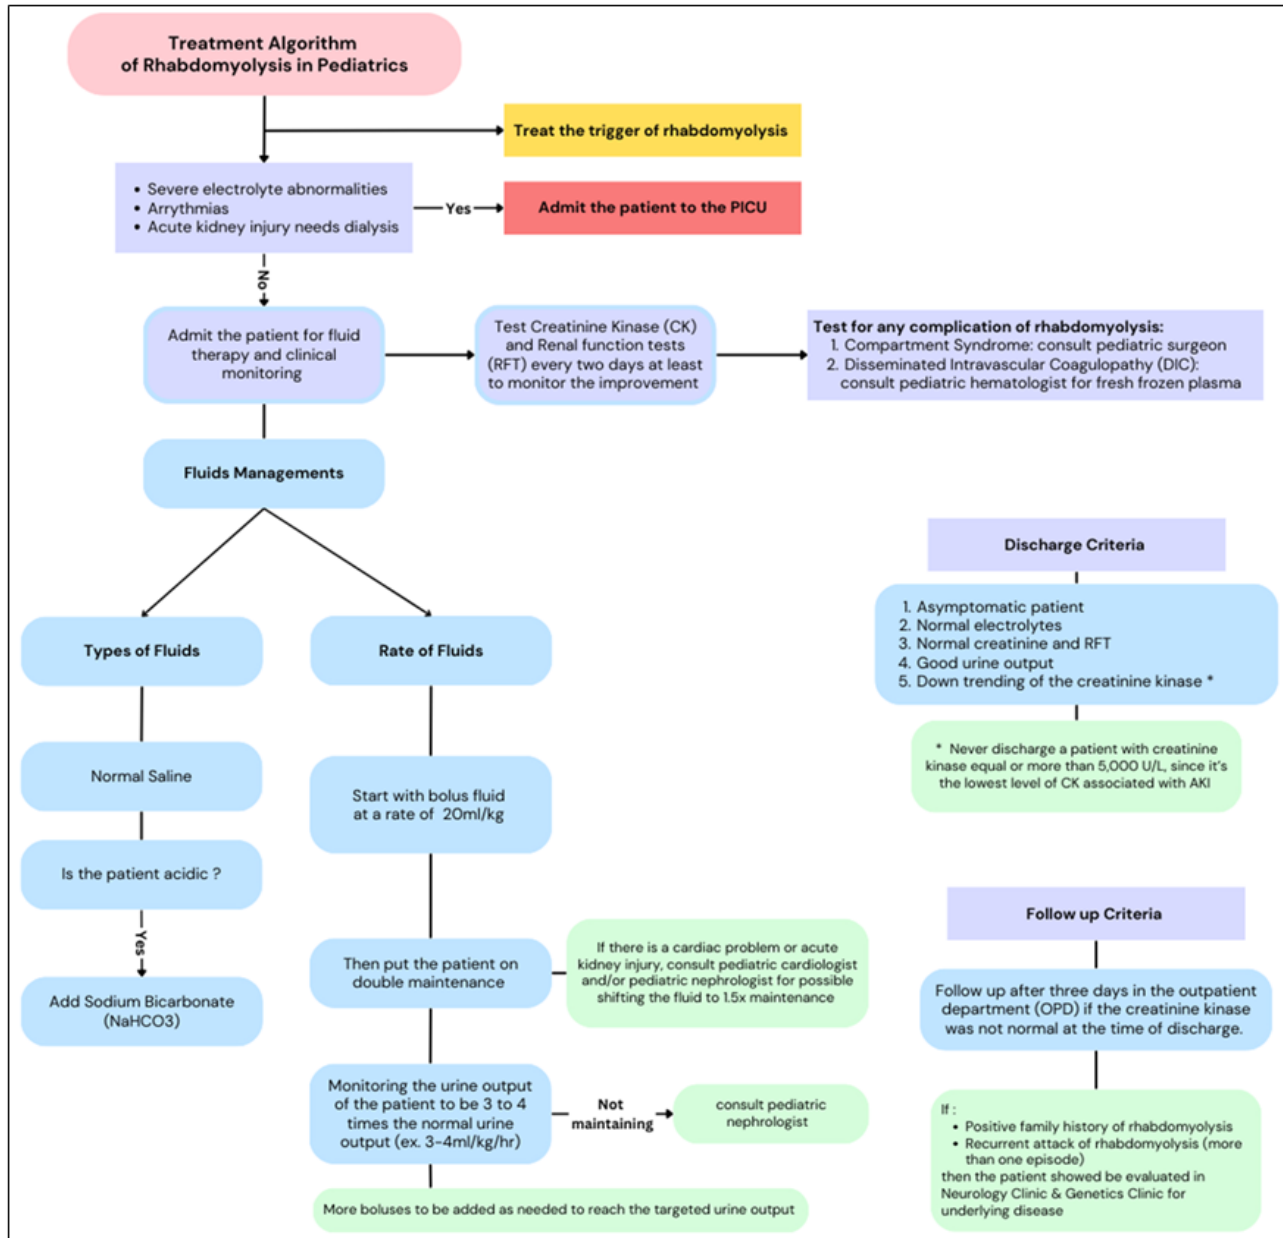 Treatment Algorithm
of Rhabdomyolysis in Pediatrics
Treat the trigger of rhabdomyolysis
• Severe electrolyte abnormalities
• Arrythmias
• Acute kidney injury needs dialysis
Yes
Admit the patient to the PICU
No
Admit the patient for fluid
therapy and clinical
monitoring
Test Creatinine Kinase (CK)
and Renal function tests
(RFT) every two days at least
to monitor the improvement
Test for any complication of rhabdomyolysis:
1. Compartment Syndrome: consult pediatric surgeon
2. Disseminated Intravascular Coagulopathy (DIC):
consult pediatric hematologist for fresh frozen plasma
Fluids Managements
Types of Fluids
Normal Saline
Is the patient acidic ?
Yes
Add Sodium Bicarbonate
(NaHCO3)
Rate of Fluids
Start with bolus fluid
at a rate of 20ml/kg
Then put the patient on
double maintenance
If there is a cardiac problem or acute
kidney injury, consult pediatric cardiologist
and/or pediatric nephrologist for possible
shifting the fluid to 1.5x maintenance
Monitoring the urine output
of the patient to be 3 to 4
times the normal urine
output (ex. 3-4ml/kg/hr)
Not
maintaining
consult pediatric
nephrologist
More boluses to be added as needed to reach the targeted urine output
Discharge Criteria
1. Asymptomatic patient
2. Normal electrolytes
3. Normal creatinine and RFT
4. Good urine output
5. Down trending of the creatinine kinase *
* Never discharge a patient with creatinine
kinase equal or more than 5,000 U/L, since it's
the lowest level of CK associated with AKI
Follow up Criteria
Follow up after three days in the outpatient
department (OPD) if the creatinine kinase
was not normal at the time of discharge.
If :
• Positive family history of rhabdomyolysis
• Recurrent attack of rhabdomyolysis (more
than one episode)
then the patient showed be evaluated in
Neurology Clinic & Genetics Clinic for
underlying disease